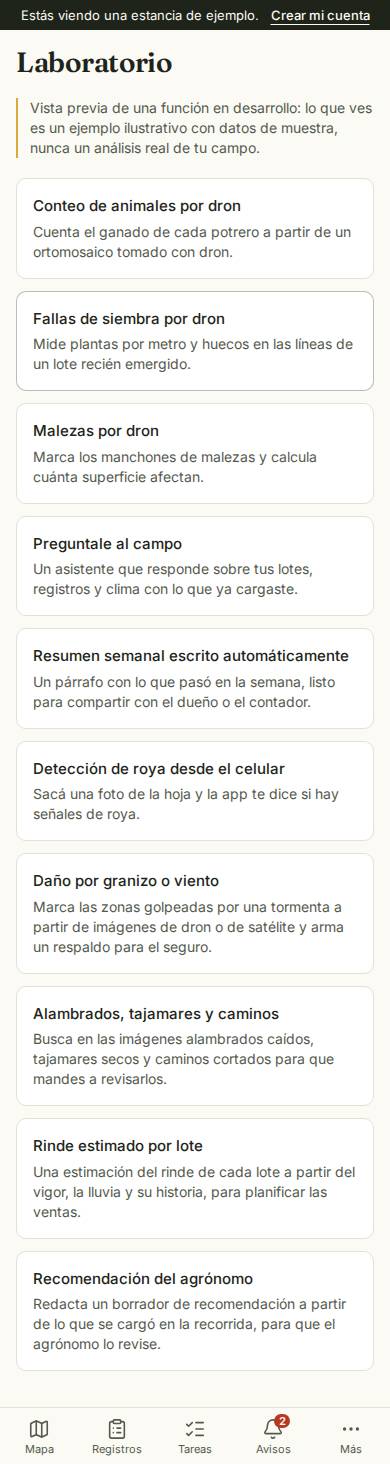 Estás viendo una estancia de ejemplo. Crear mi cuenta
Laboratorio
Vista previa de una función en desarrollo: lo que ves
es un ejemplo ilustrativo con datos de muestra,
nunca un análisis real de tu campo.
Conteo de animales por dron
Cuenta el ganado de cada potrero a partir de un
ortomosaico tomado con dron.
Fallas de siembra por dron
Mide plantas por metro y huecos en las líneas de
un lote recién emergido.
Malezas por dron
Marca los manchones de malezas y calcula
cuánta superficie afectan.
Preguntale al campo
Un asistente que responde sobre tus lotes,
registros y clima con lo que ya cargaste.
Resumen semanal escrito automáticamente
Un párrafo con lo que pasó en la semana, listo
para compartir con el dueño o el contador.
Detección de roya desde el celular
Sacá una foto de la hoja y la app te dice si hay
señales de roya.
Daño por granizo o viento
Marca las zonas golpeadas por una tormenta a
partir de imágenes de dron o de satélite y arma
un respaldo para el seguro.
Alambrados, tajamares y caminos
Busca en las imágenes alambrados caídos,
tajamares secos y caminos cortados para que
mandes a revisarlos.
Rinde estimado por lote
Una estimación del rinde de cada lote a partir del
vigor, la lluvia y su historia, para planificar las
ventas.
Recomendación del agrónomo
Redacta un borrador de recomendación a partir
de lo que se cargó en la recorrida, para que el
agrónomo lo revise.
2
Mapa Registros Tareas Avisos Más